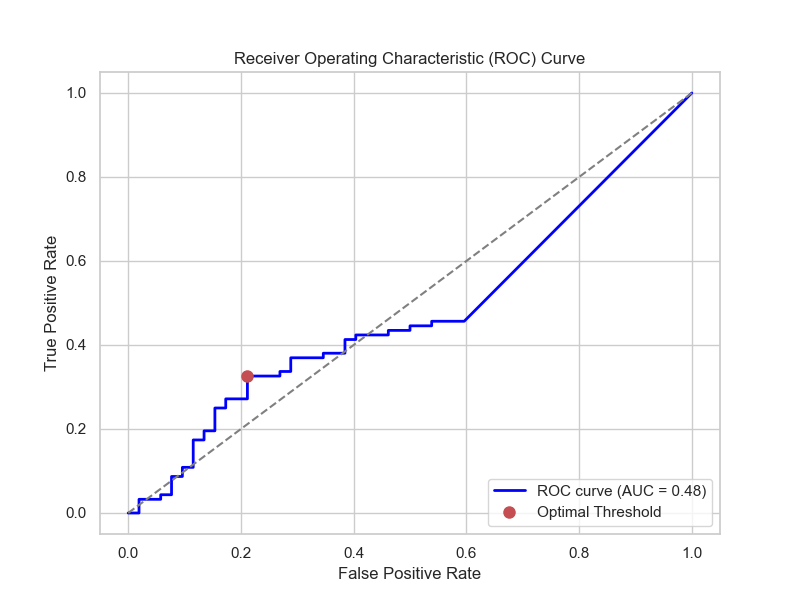 Receiver Operating Characteristic (ROC) Curve
True Positive Rate
1.0
0.8
0.6
0.4
0.2
0.0
ROC curve (AUC = 0.48)
Optimal Threshold
0.0 0.2 0.4 0.6 0.8 1.0
False Positive Rate